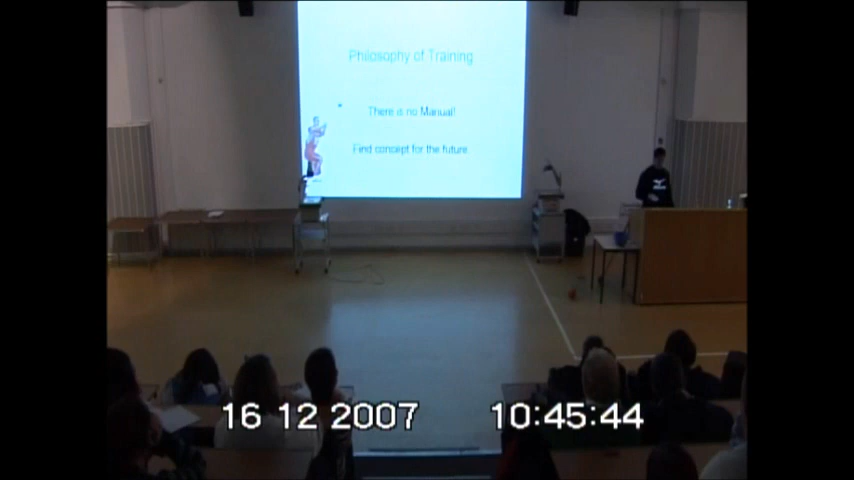 Philosophy of Training
There is no Manual!
Find concept for the future
16 12 2007 10:45:44